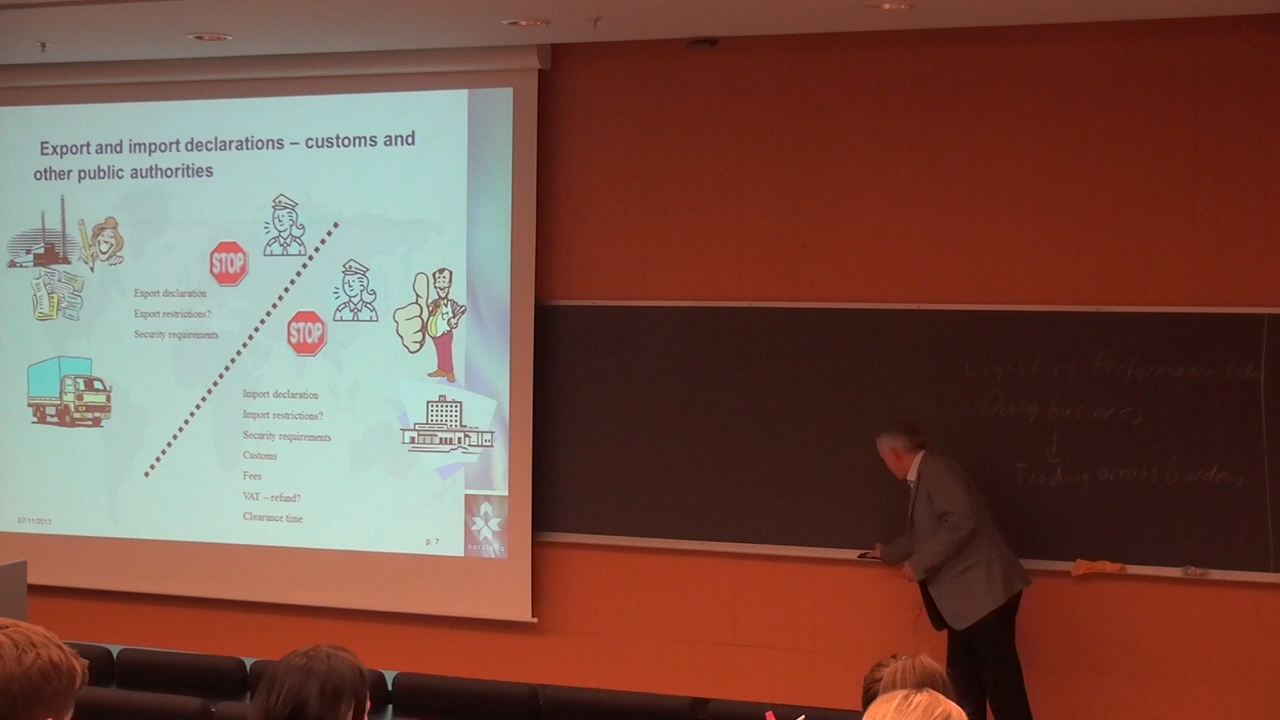 Export and import declarations – customs and
other public authorities
STOP
Export declaration
Export restrictions?
Security requirements
STOP
Import declaration
Import restrictions?
Security requirements
Customs
Fees
VAT – refund?
Clearance time
07/11/2013
p. 7
Logistics Performance
Doing business
Trading across borders